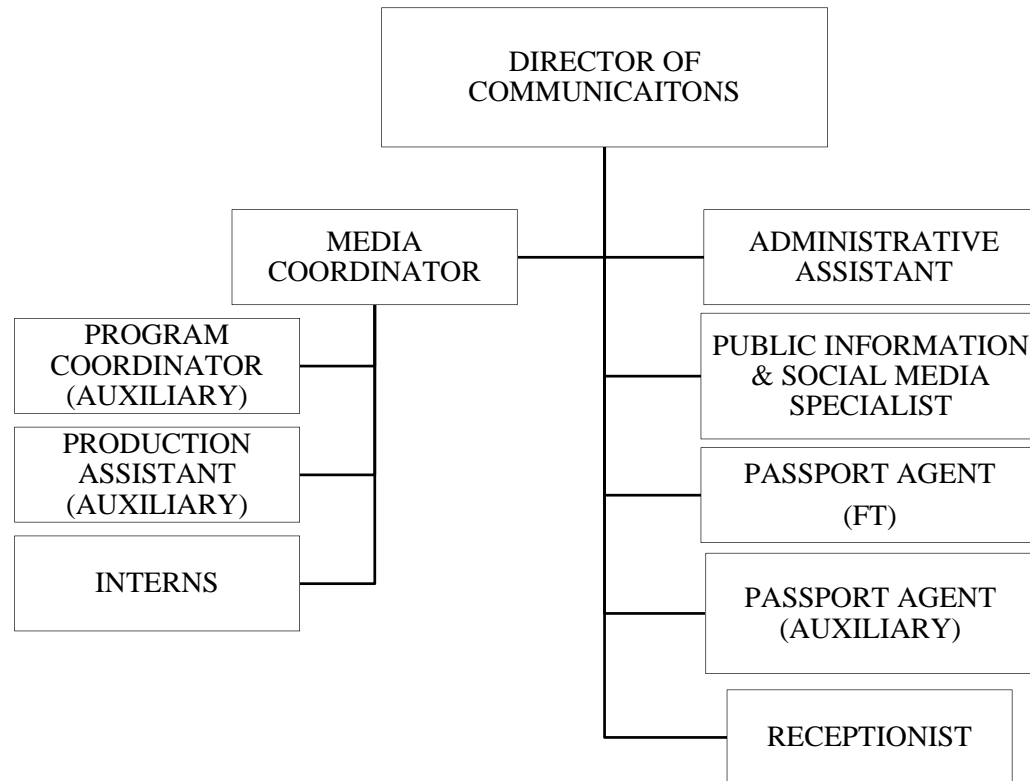 DIRECTOR OF
COMMUNICAITONS
MEDIA
COORDINATOR
ADMINISTRATIVE
ASSISTANT
PROGRAM
COORDINATOR
(AUXILIARY)
PUBLIC INFORMATION
& SOCIAL MEDIA
SPECIALIST
PRODUCTION
ASSISTANT
(AUXILIARY)
PASSPORT AGENT
(FT)
INTERNS
PASSPORT AGENT
(AUXILIARY)
RECEPTIONIST